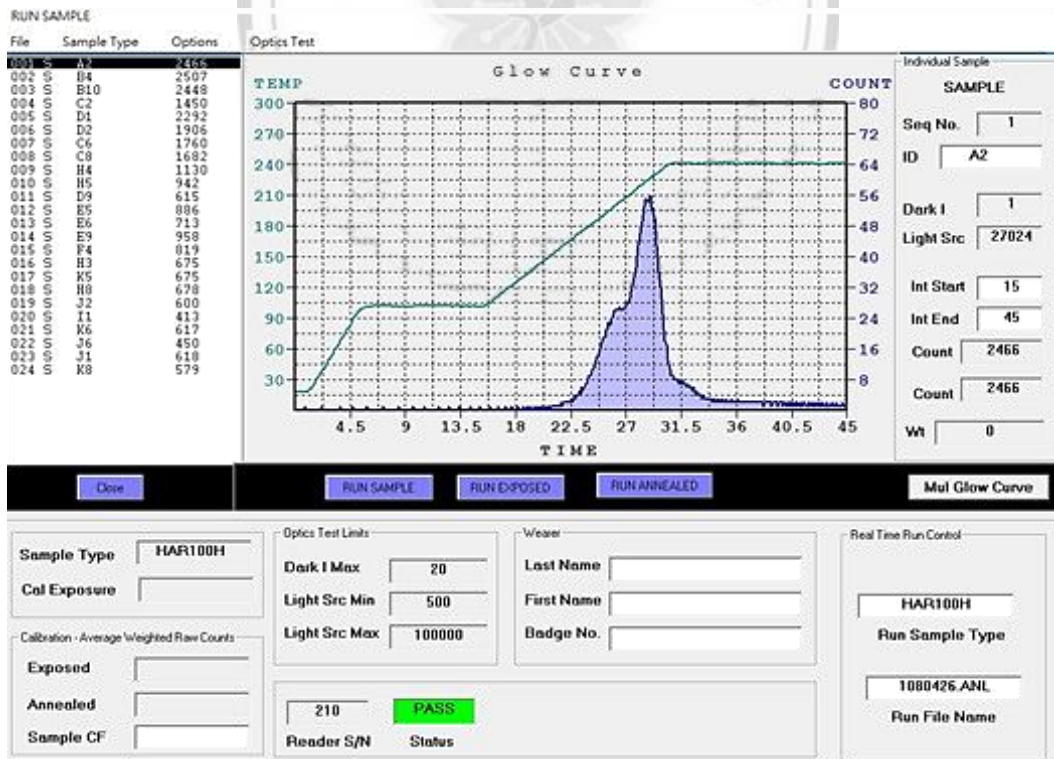 RUN SAMPLE
File Sample Type Options Optics Test
001 S A2 2466
002 S B4 2507
003 S B10 2448
004 S C2 1450
005 S D1 2292
006 S D2 1906
007 S C6 1760
008 S C8 1682
009 S H4 1130
010 S H5 942
011 S D9 615
012 S E5 886
013 S E6 713
014 S E9 958
015 S F4 819
016 S H3 675
017 S K5 675
018 S H8 678
019 S J2 600
020 S I1 413
021 S K6 617
022 S J6 450
023 S J1 618
024 S K8 579
Close
Glow Curve
TEMP COUNT
300 80
270 72
240 64
210 56
180 48
150 40
120 32
90 24
60 16
30 8
4.5 9 13.5 18 22.5 27 31.5 36 40.5 45
TIME
RUN SAMPLE RUN EXPOSED RUN ANNEALED
Individual Sample
SAMPLE
Seq No. 1
ID A2
Dark I 1
Light Src 27024
Int Start 15
Int End 45
Count 2466
Count 2466
Wt 0
Mul Glow Curve
Sample Type HAR100H
Cal Exposure
Calibration - Average Weighted Raw Counts
Exposed
Annealed
Sample CF
Optics Test Limits
Dark I Max 20
Light Src Min 500
Light Src Max 100000
210 PASS
Reader S/N Status
Wearer
Last Name
First Name
Badge No.
Real Time Run Control
HAR100H
Run Sample Type
1080426.ANL
Run File Name